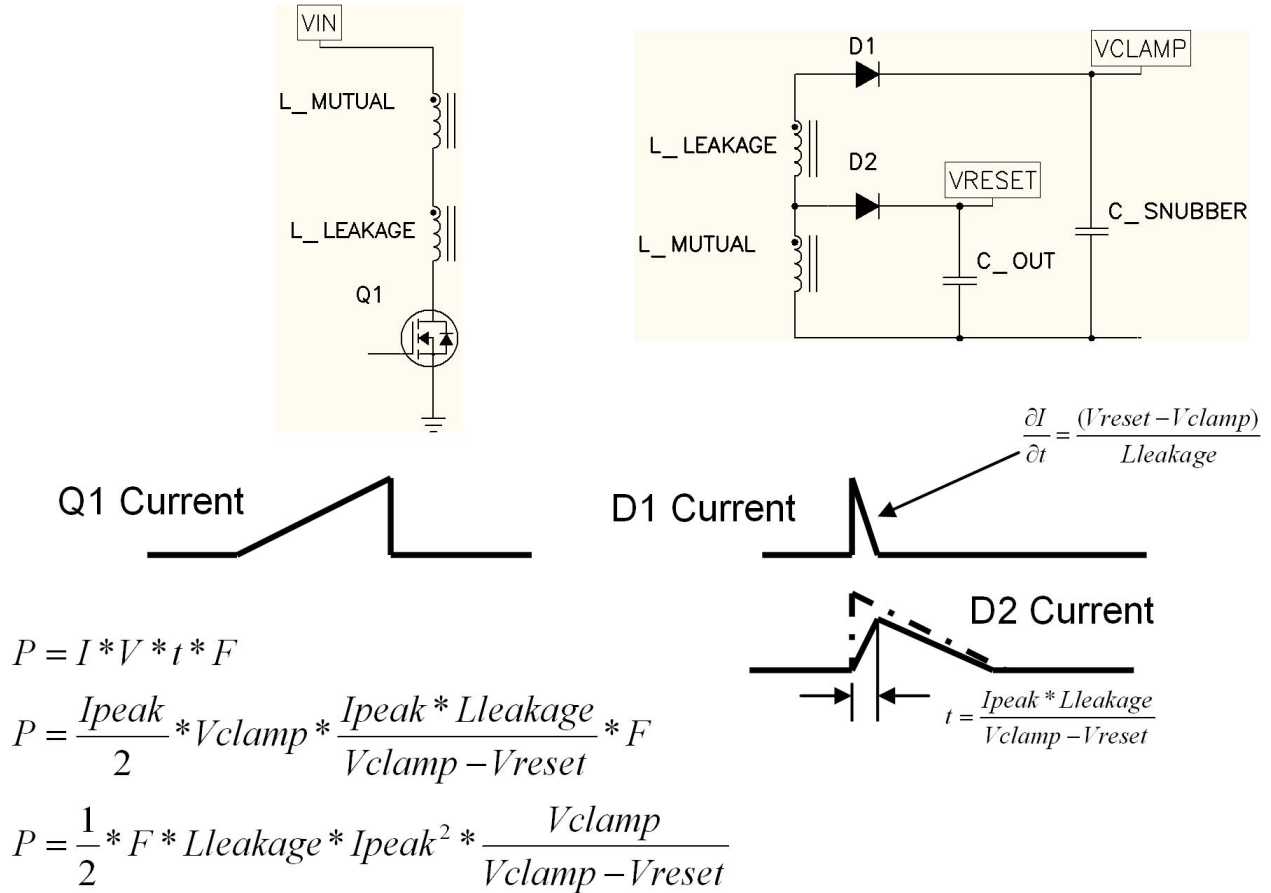 VIN
L_MUTUAL
L_LEAKAGE
Q1
D1
VCLAMP
L_LEAKAGE
D2
VRESET
C_SNUBBER
L_MUTUAL
C_OUT
∂I/∂t = (Vreset – Vclamp)/Lleakage
Q1 Current
D1 Current
D2 Current
t = Ipeak * Lleakage/Vclamp – Vreset
P = I * V * t * F
P = Ipeak/2 * Vclamp * Ipeak * Lleakage/Vclamp – Vreset * F
P = 1/2 * F * Lleakage * Ipeak² * Vclamp/Vclamp – Vreset